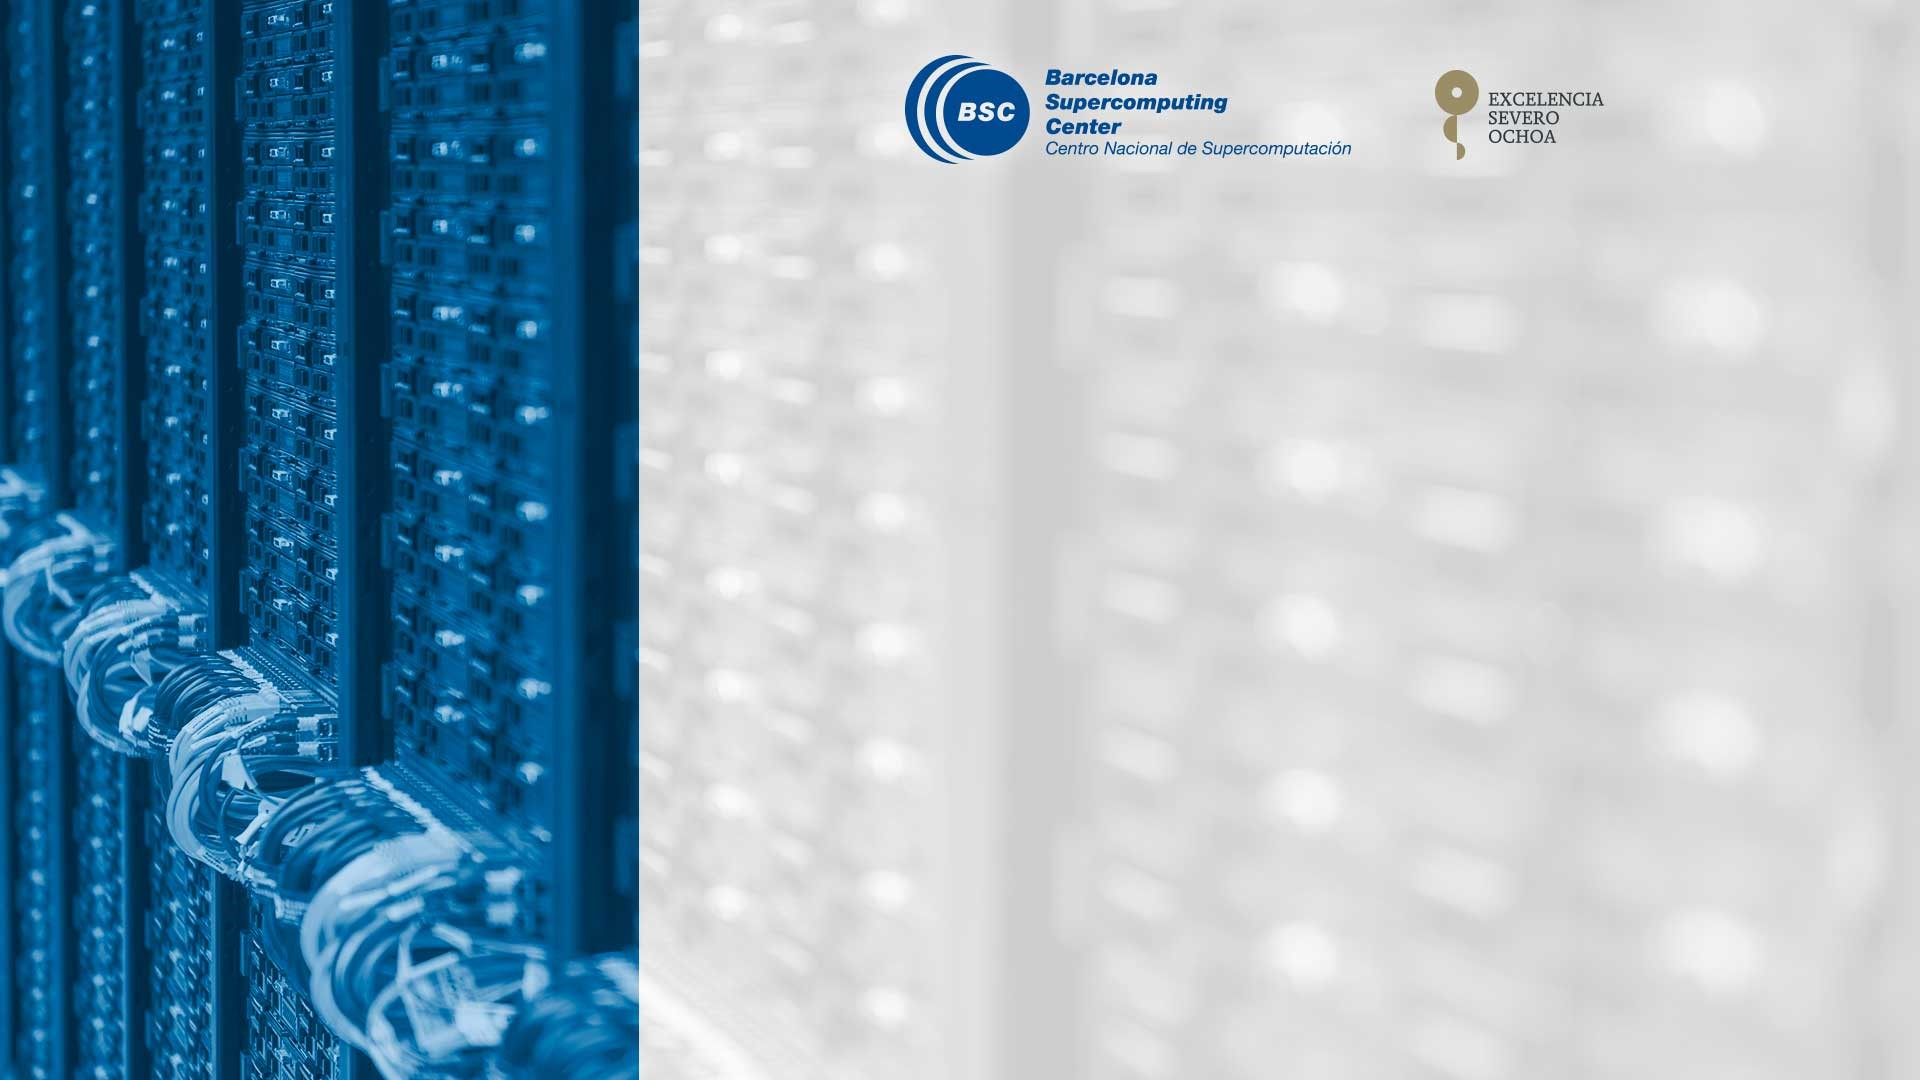 BSC
Barcelona
Supercomputing
Center
Centro Nacional de Supercomputación
EXCELENCIA
SEVERO
OCHOA